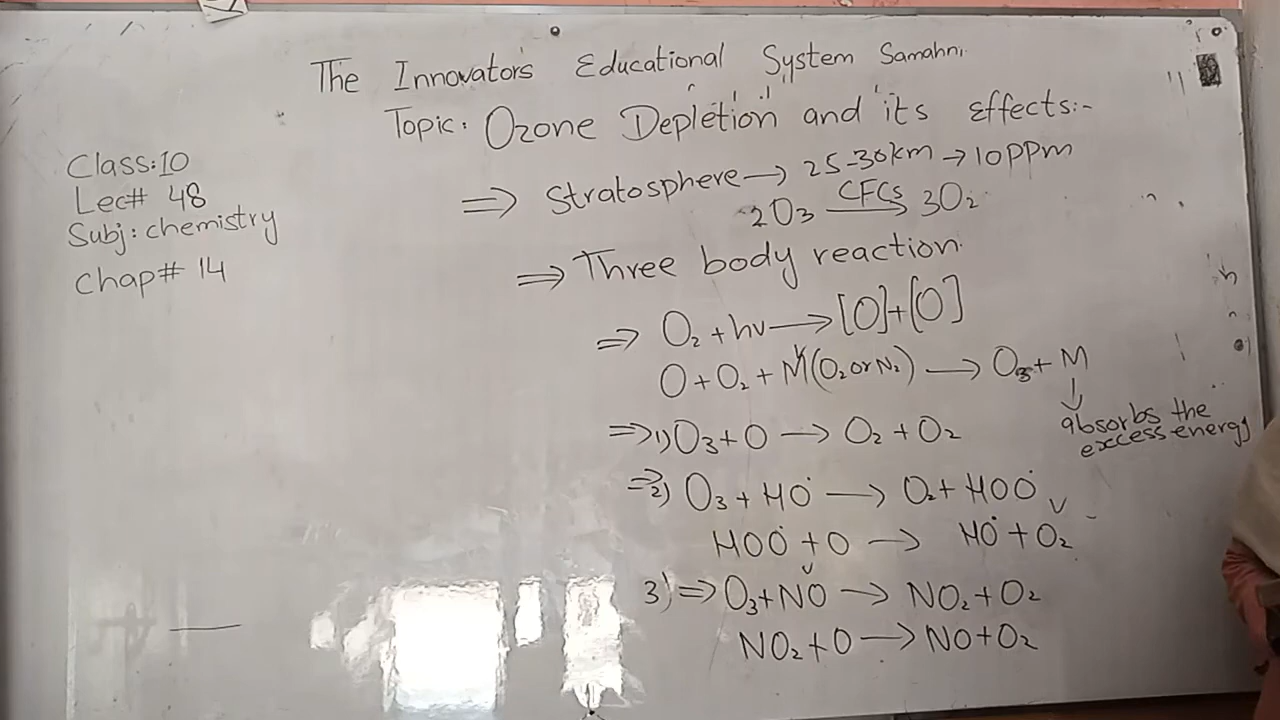 The Innovator's Educational System Samahni
Topic: Ozone Depletion and its effects:-
Class: 10
Lec# 48
Subj: chemistry
Chap# 14
⇒ Stratosphere → 25-30km → 10ppm
2O₃ —CFCs→ 3O₂
⇒ Three body reaction
⇒ O₂ + hv → [O]+[O]
O + O₂ + M(O₂ or N₂) → O₃ + M
↓
absorbs the
excess energy
⇒ 1) O₃ + O → O₂ + O₂
⇒ 2) O₃ + HO˙ → O₂ + HOO˙
HOO˙ + O → HO˙ + O₂
3) ⇒ O₃ + NO → NO₂ + O₂
NO₂ + O → NO + O₂